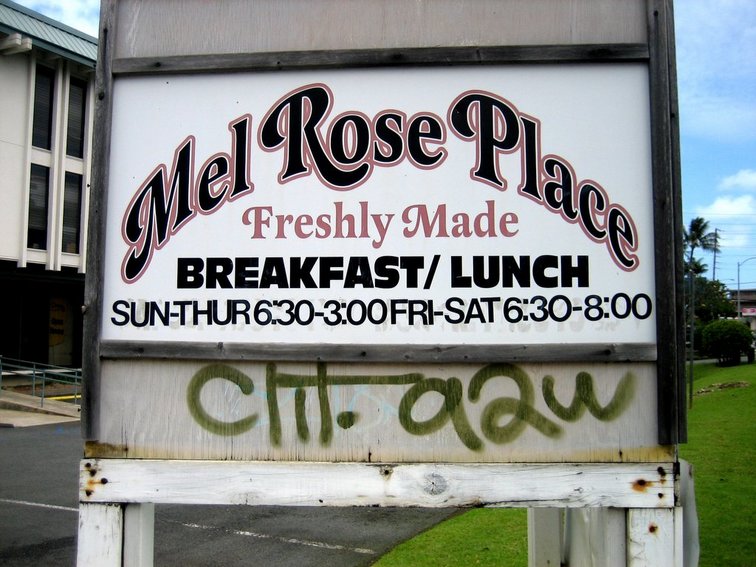 Mel Rose Place
Freshly Made
BREAKFAST/ LUNCH
SUN-THUR 6:30-3:00 FRI-SAT 6:30-8:00